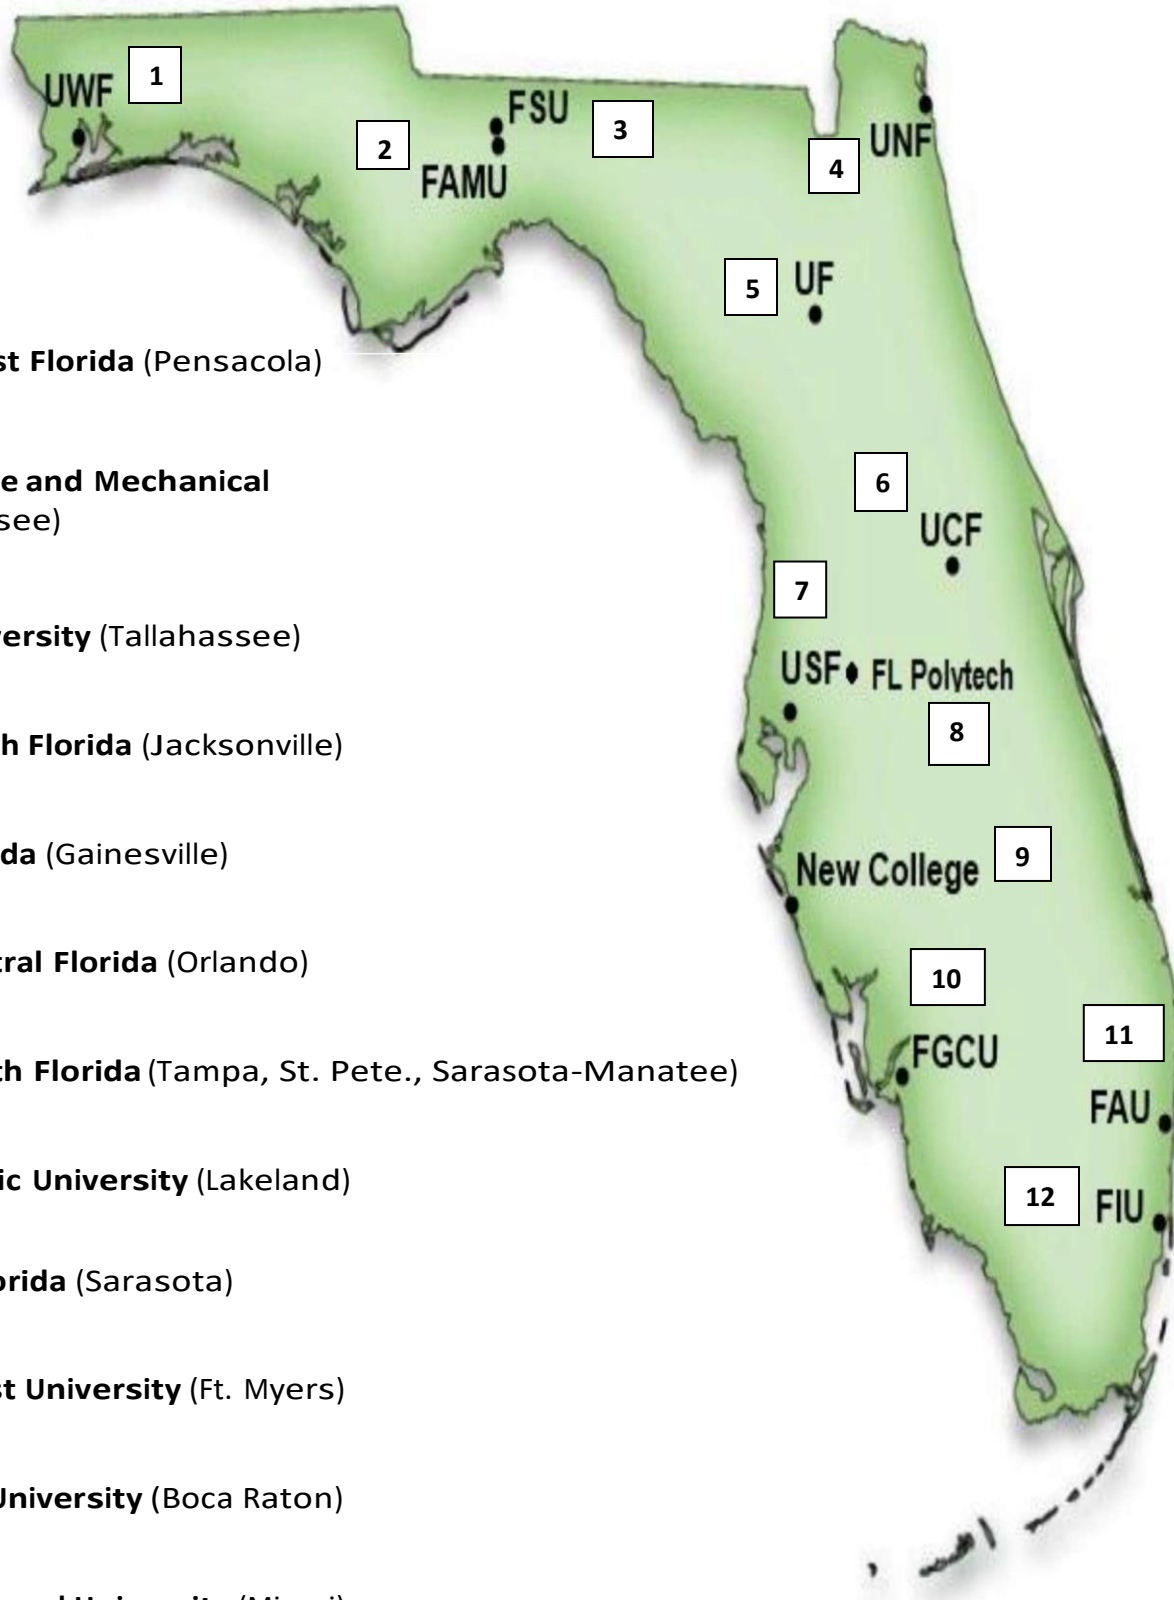 1
UWF
FSU
3
2
FAMU
UNF
4
5
UF
st Florida (Pensacola)
e and Mechanical
see)
6
UCF
7
ersity (Tallahassee)
USF
FL Polytech
8
h Florida (Jacksonville)
da (Gainesville)
New College
9
tral Florida (Orlando)
10
11
FGCU
th Florida (Tampa, St. Pete., Sarasota-Manatee)
FAU
ic University (Lakeland)
12
FIU
orida (Sarasota)
st University (Ft. Myers)
University (Boca Raton)
University (Miami)